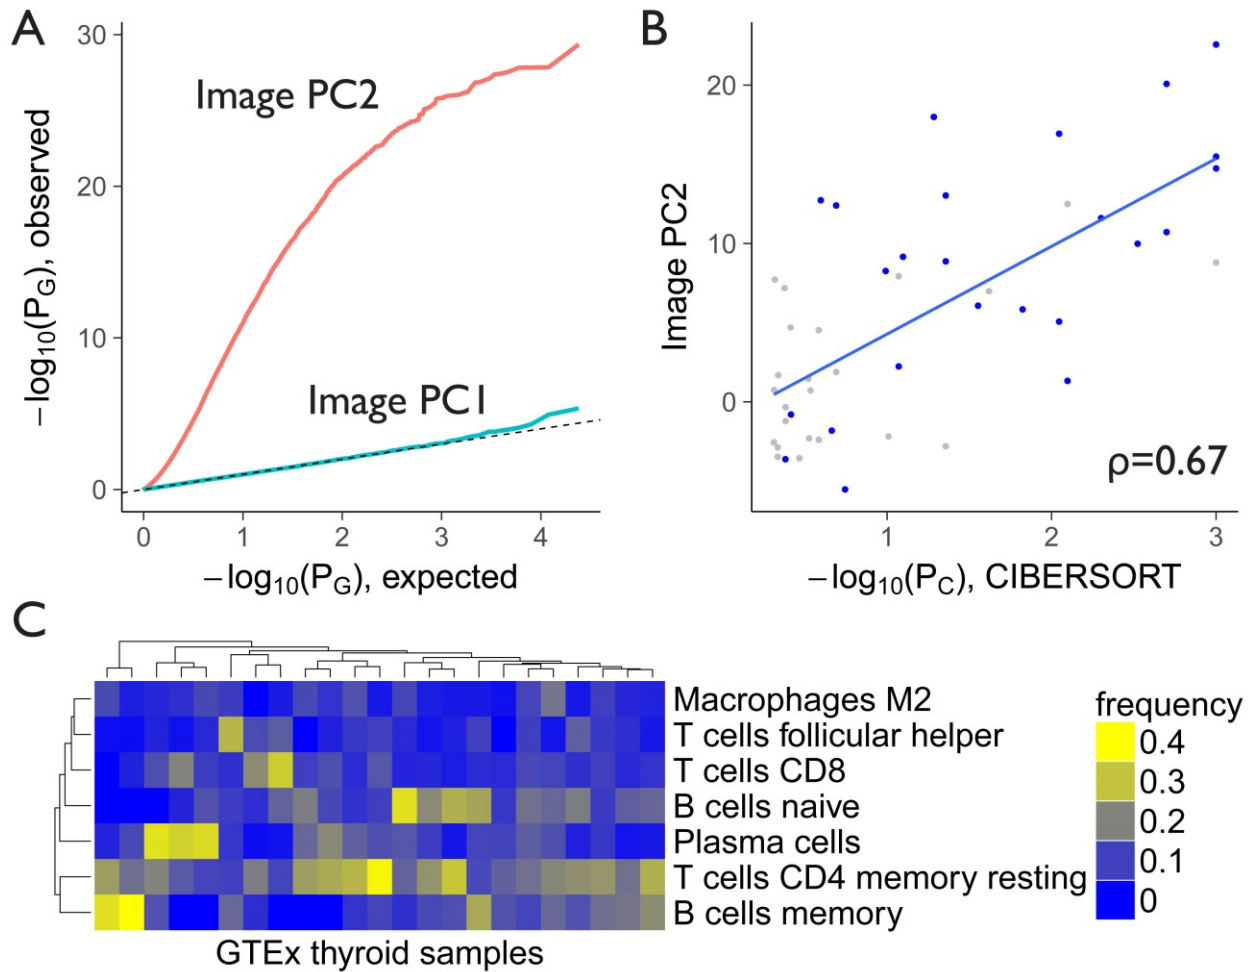 A
30
20
10
0
−log10(PG), observed
Image PC2
Image PC1
0 1 2 3 4
−log10(PG), expected
B
20
10
0
Image PC2
ρ=0.67
1 2 3
−log10(PC), CIBERSORT
C
Macrophages M2
T cells follicular helper
T cells CD8
B cells naive
Plasma cells
T cells CD4 memory resting
B cells memory
GTEx thyroid samples
frequency
0.4
0.3
0.2
0.1
0